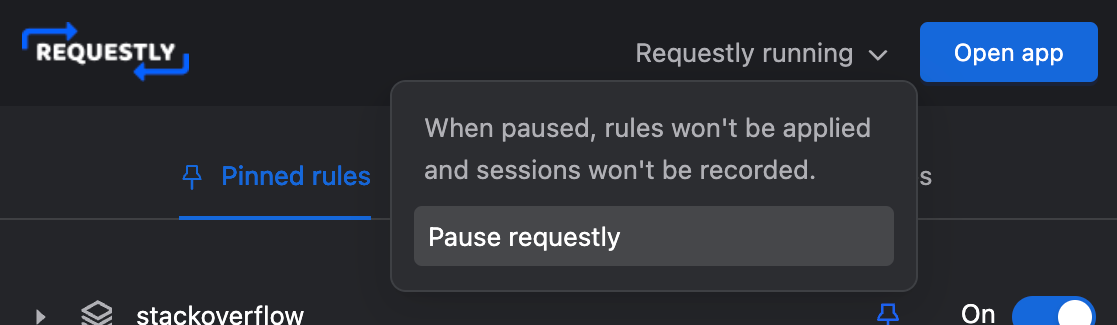 REQUESTLY
Requestly running
Open app
When paused, rules won't be applied
and sessions won't be recorded.
Pinned rules
s
Pause requestly
stackoverflow
On